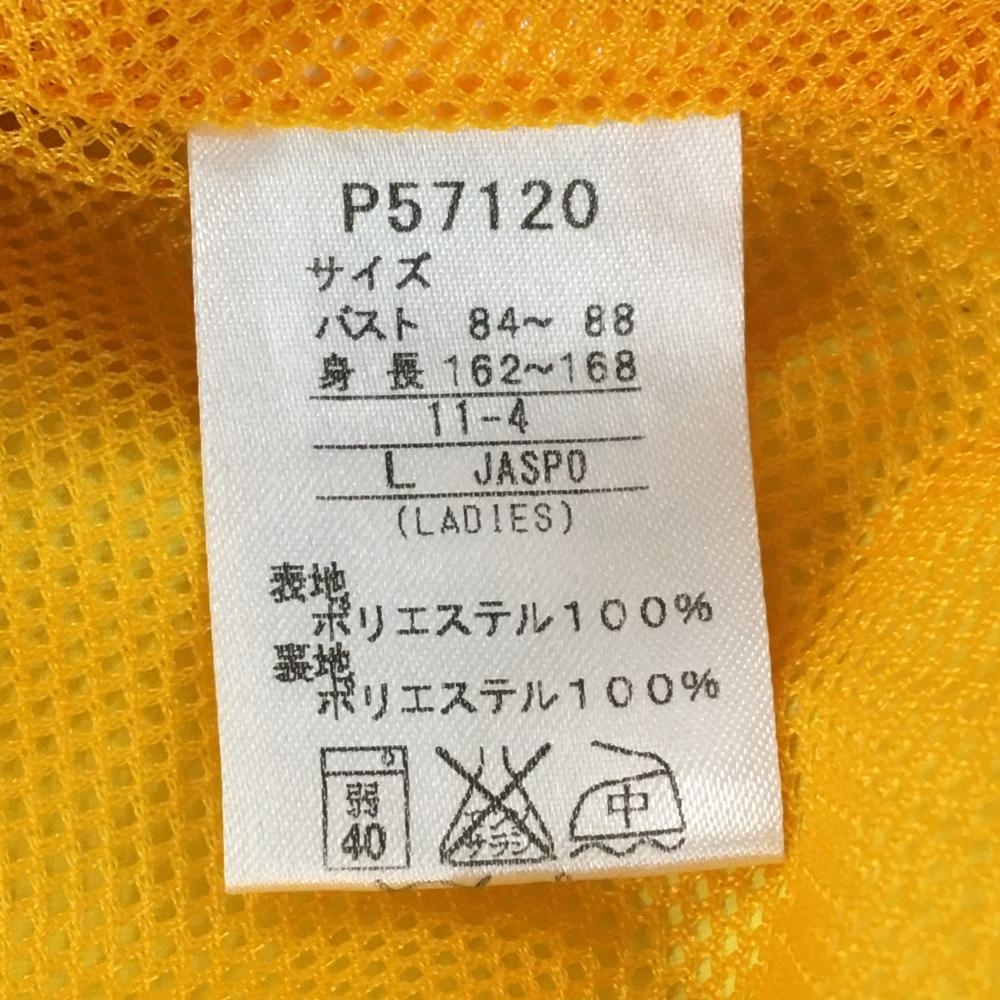 P57120
サイズ
バスト 84～ 88
身 長 162～168
11-4
L JASPO
(LADIES)
表地
ポリエステル100%
裏地
ポリエステル100%
弱 中
40